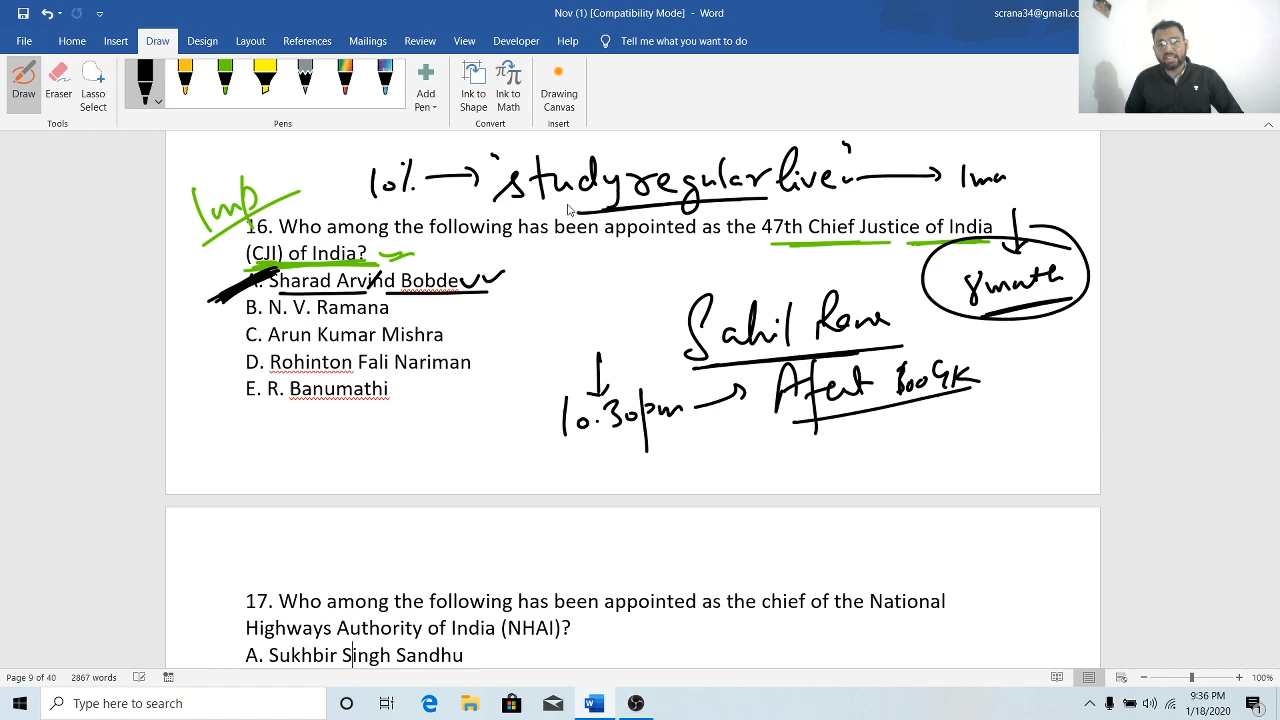 Nov (1) [Compatibility Mode] - Word
scrana34@gmail.co
File Home Insert Draw Design Layout References Mailings Review View Developer Help Tell me what you want to do
Draw Eraser Lasso Select Add Pen Ink to Shape Ink to Math Drawing Canvas
Tools Pens Convert Insert
10% → "study regular live" →
Imp
16. Who among the following has been appointed as the 47th Chief Justice of India
(CJI) of India?
A. Sharad Arvind Bobde
B. N. V. Ramana
C. Arun Kumar Mishra
D. Rohinton Fali Nariman
E. R. Banumathi
Sahil Rana
10.30pm →
17. Who among the following has been appointed as the chief of the National
Highways Authority of India (NHAI)?
A. Sukhbir Singh Sandhu
Page 9 of 40 2867 words 100%
Type here to search
9:36 PM
1/18/2020